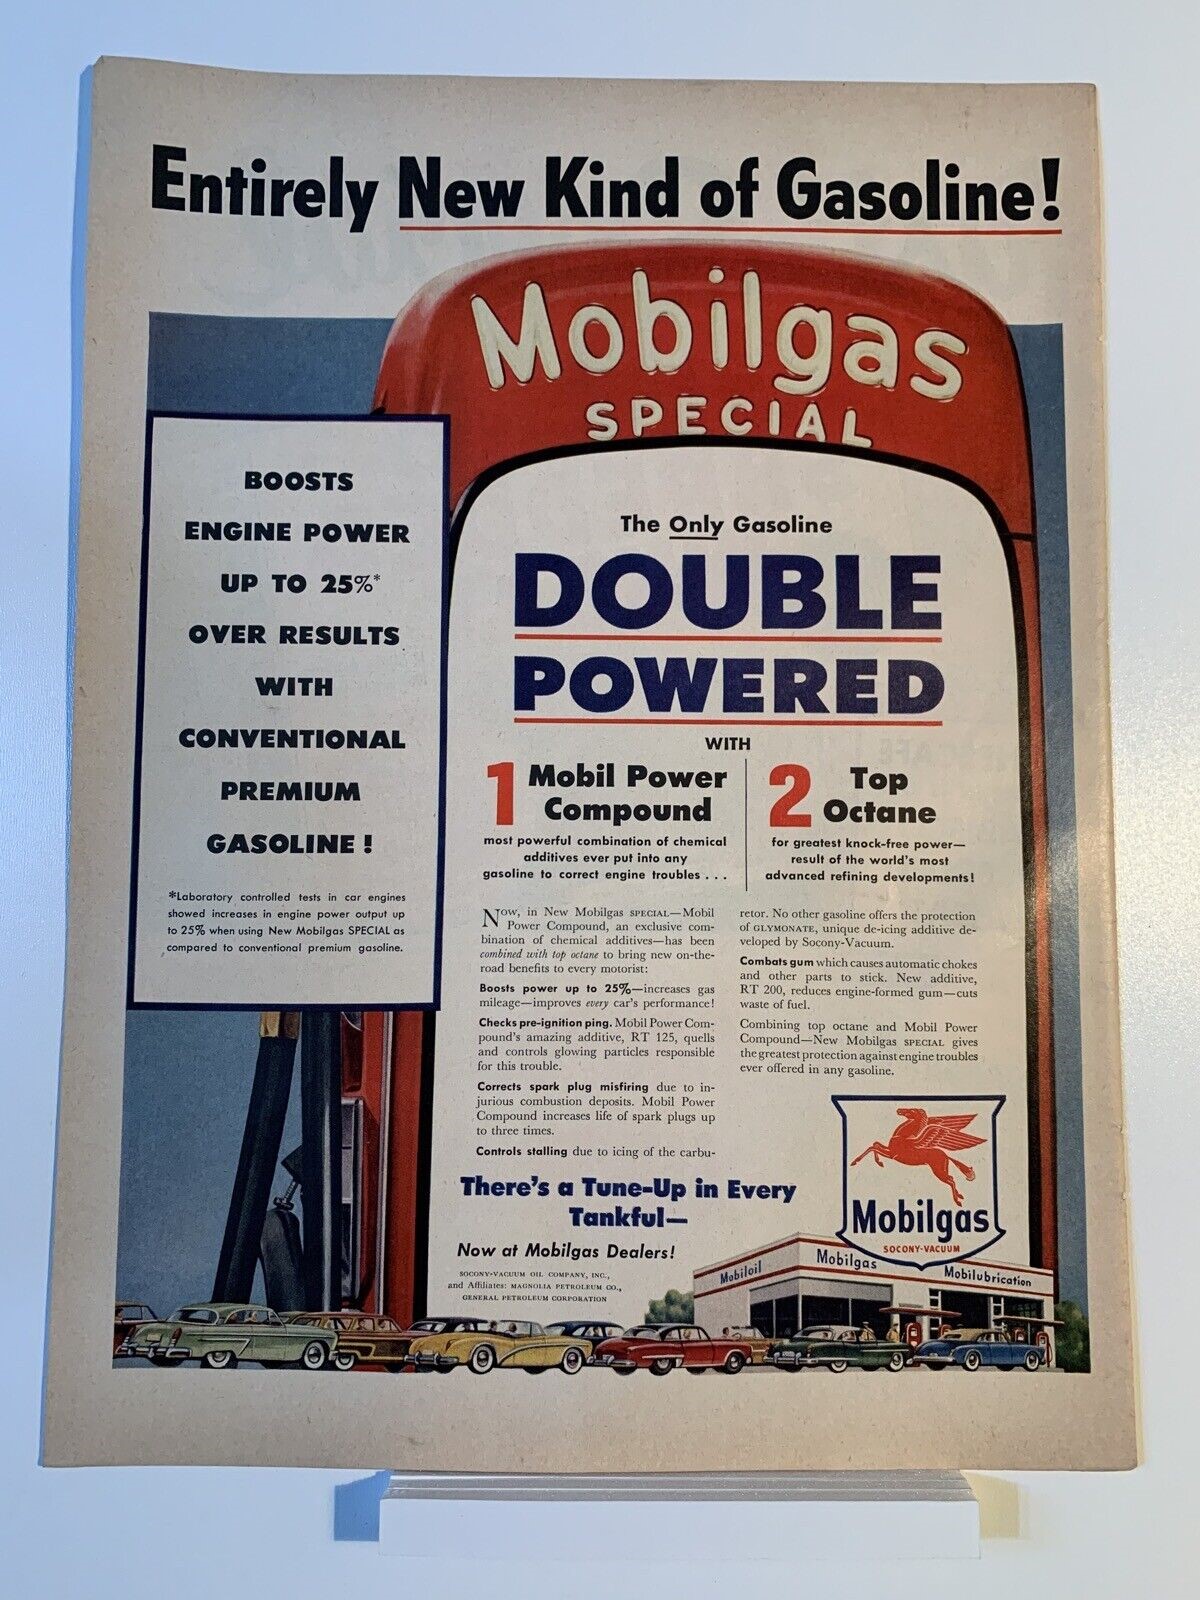 Entirely New Kind of Gasoline!
Mobilgas
SPECIAL
BOOSTS
ENGINE POWER
UP TO 25%*
OVER RESULTS
WITH
CONVENTIONAL
PREMIUM
GASOLINE!
*Laboratory controlled tests in car engines
showed increases in engine power output up
to 25% when using New Mobilgas SPECIAL as
compared to conventional premium gasoline.
The Only Gasoline
DOUBLE
POWERED
WITH
1 Mobil Power
Compound
most powerful combination of chemical
additives ever put into any
gasoline to correct engine troubles . . .
2 Top
Octane
for greatest knock-free power—
result of the world's most
advanced refining developments!
Now, in New Mobilgas SPECIAL—Mobil
Power Compound, an exclusive com-
bination of chemical additives—has been
combined with top octane to bring new on-the-
road benefits to every motorist:
Boosts power up to 25%—increases gas
mileage—improves every car's performance!
Checks pre-ignition ping. Mobil Power Com-
pound's amazing additive, RT 125, quells
and controls glowing particles responsible
for this trouble.
Corrects spark plug misfiring due to in-
jurious combustion deposits. Mobil Power
Compound increases life of spark plugs up
to three times.
Controls stalling due to icing of the carbu-
retor. No other gasoline offers the protection
of GLYMONATE, unique de-icing additive de-
veloped by Socony-Vacuum.
Combats gum which causes automatic chokes
and other parts to stick. New additive,
RT 200, reduces engine-formed gum—cuts
waste of fuel.
Combining top octane and Mobil Power
Compound—New Mobilgas SPECIAL gives
the greatest protection against engine troubles
ever offered in any gasoline.
There's a Tune-Up in Every
Tankful—
Now at Mobilgas Dealers!
SOCONY-VACUUM OIL COMPANY, INC.,
and Affiliates: MAGNOLIA PETROLEUM CO.,
GENERAL PETROLEUM CORPORATION
Mobilgas
SOCONY-VACUUM
Mobiloil
Mobilgas
Mobilubrication